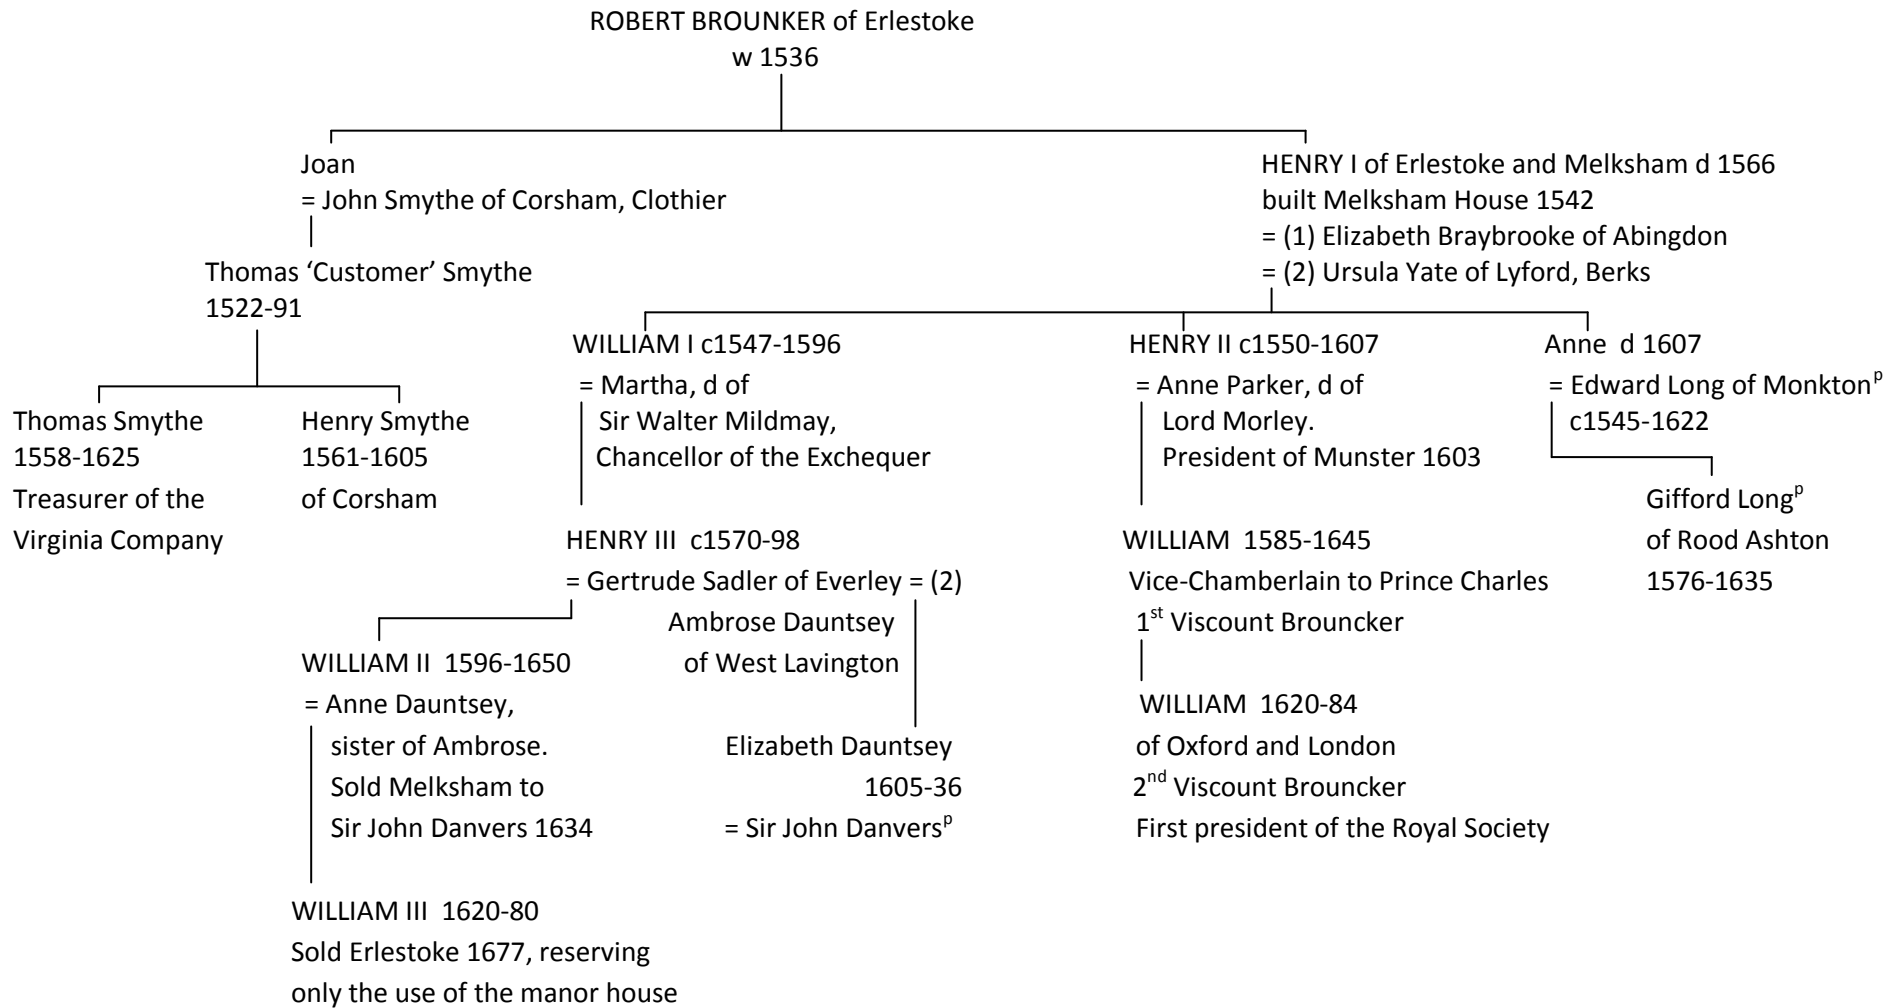 ROBERT BROUNKER of Erlestoke
w 1536
Joan
= John Smythe of Corsham, Clothier
Thomas ‘Customer’ Smythe
1522-91
Thomas Smythe
1558-1625
Treasurer of the
Virginia Company
Henry Smythe
1561-1605
of Corsham
HENRY I of Erlestoke and Melksham d 1566
built Melksham House 1542
= (1) Elizabeth Braybrooke of Abingdon
= (2) Ursula Yate of Lyford, Berks
WILLIAM I c1547-1596
= Martha, d of
Sir Walter Mildmay,
Chancellor of the Exchequer
HENRY III c1570-98
= Gertrude Sadler of Everley = (2)
Ambrose Dauntsey
of West Lavington
WILLIAM II 1596-1650
= Anne Dauntsey,
sister of Ambrose.
Sold Melksham to
Sir John Danvers 1634
Elizabeth Dauntsey
1605-36
= Sir John Danversᵖ
WILLIAM III 1620-80
Sold Erlestoke 1677, reserving
only the use of the manor house
HENRY II c1550-1607
= Anne Parker, d of
Lord Morley.
President of Munster 1603
WILLIAM 1585-1645
Vice-Chamberlain to Prince Charles
1st Viscount Brouncker
WILLIAM 1620-84
of Oxford and London
2nd Viscount Brouncker
First president of the Royal Society
Anne d 1607
= Edward Long of Monktonᵖ
c1545-1622
Gifford Longᵖ
of Rood Ashton
1576-1635